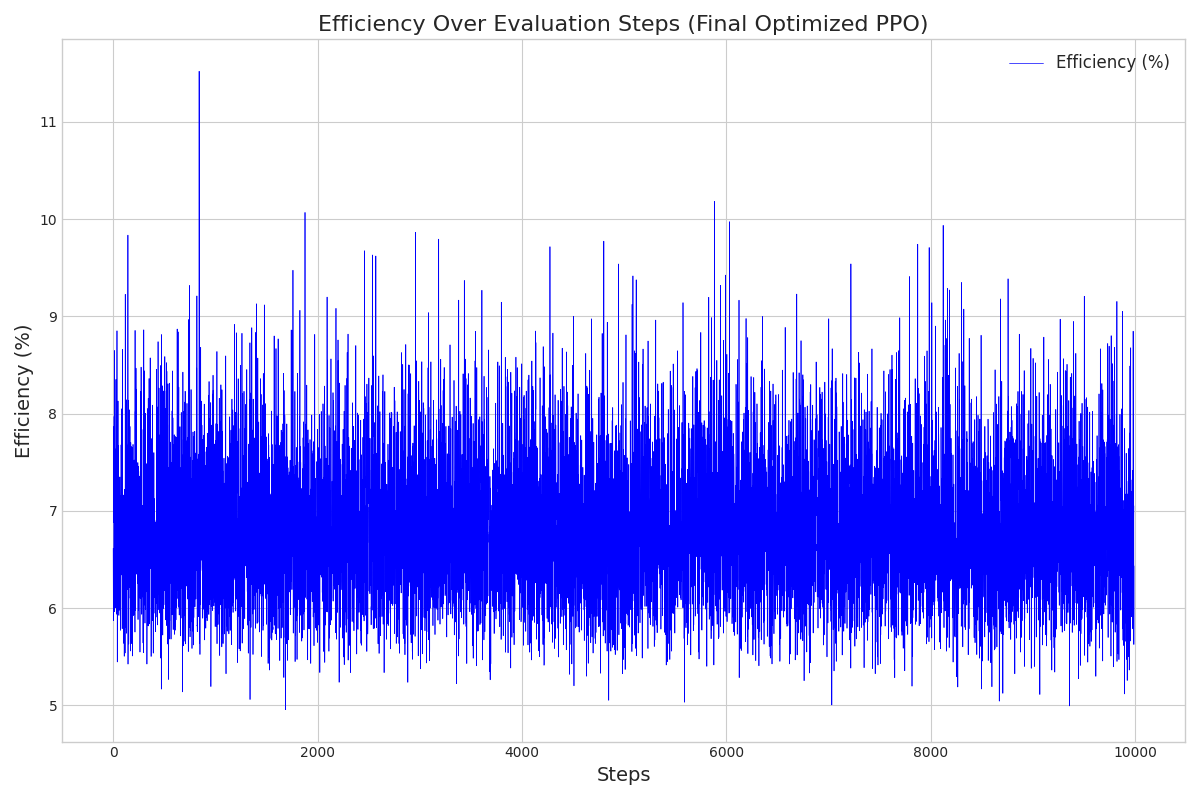 Efficiency Over Evaluation Steps (Final Optimized PPO)
Efficiency (%)
11
10
9
8
7
6
5
Efficiency (%)
0 2000 4000 6000 8000 10000
Steps